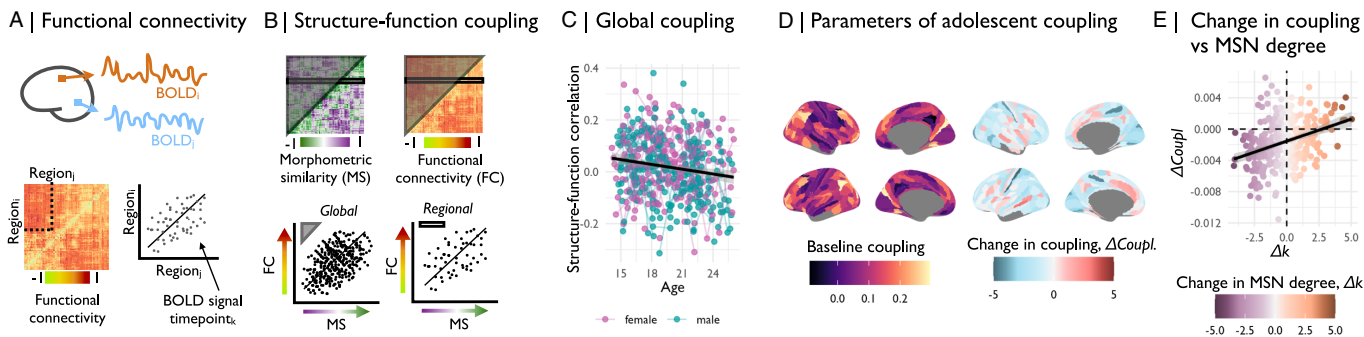 A | Functional connectivity
BOLDi
BOLDj
Regionj
Regioni
-1
1
Functional
connectivity
Regioni
Regionj
BOLD signal
timepointk
B | Structure-function coupling
-1
1
Morphometric
similarity (MS)
-1
1
Functional
connectivity (FC)
Global
FC
MS
Regional
FC
MS
C | Global coupling
Structure-function correlation
0.4
0.2
0.0
-0.2
15
18
21
24
Age
female
male
D | Parameters of adolescent coupling
Baseline coupling
0.0
0.2
Change in coupling, ΔCoupl.
-5
0
5
E | Change in coupling
vs MSN degree
ΔCoupl
0.004
0.000
-0.004
-0.008
-0.012
-2.5
0.0
2.5
5.0
Δk
Change in MSN degree, Δk
-5.0
-2.5
0.0
2.5
5.0